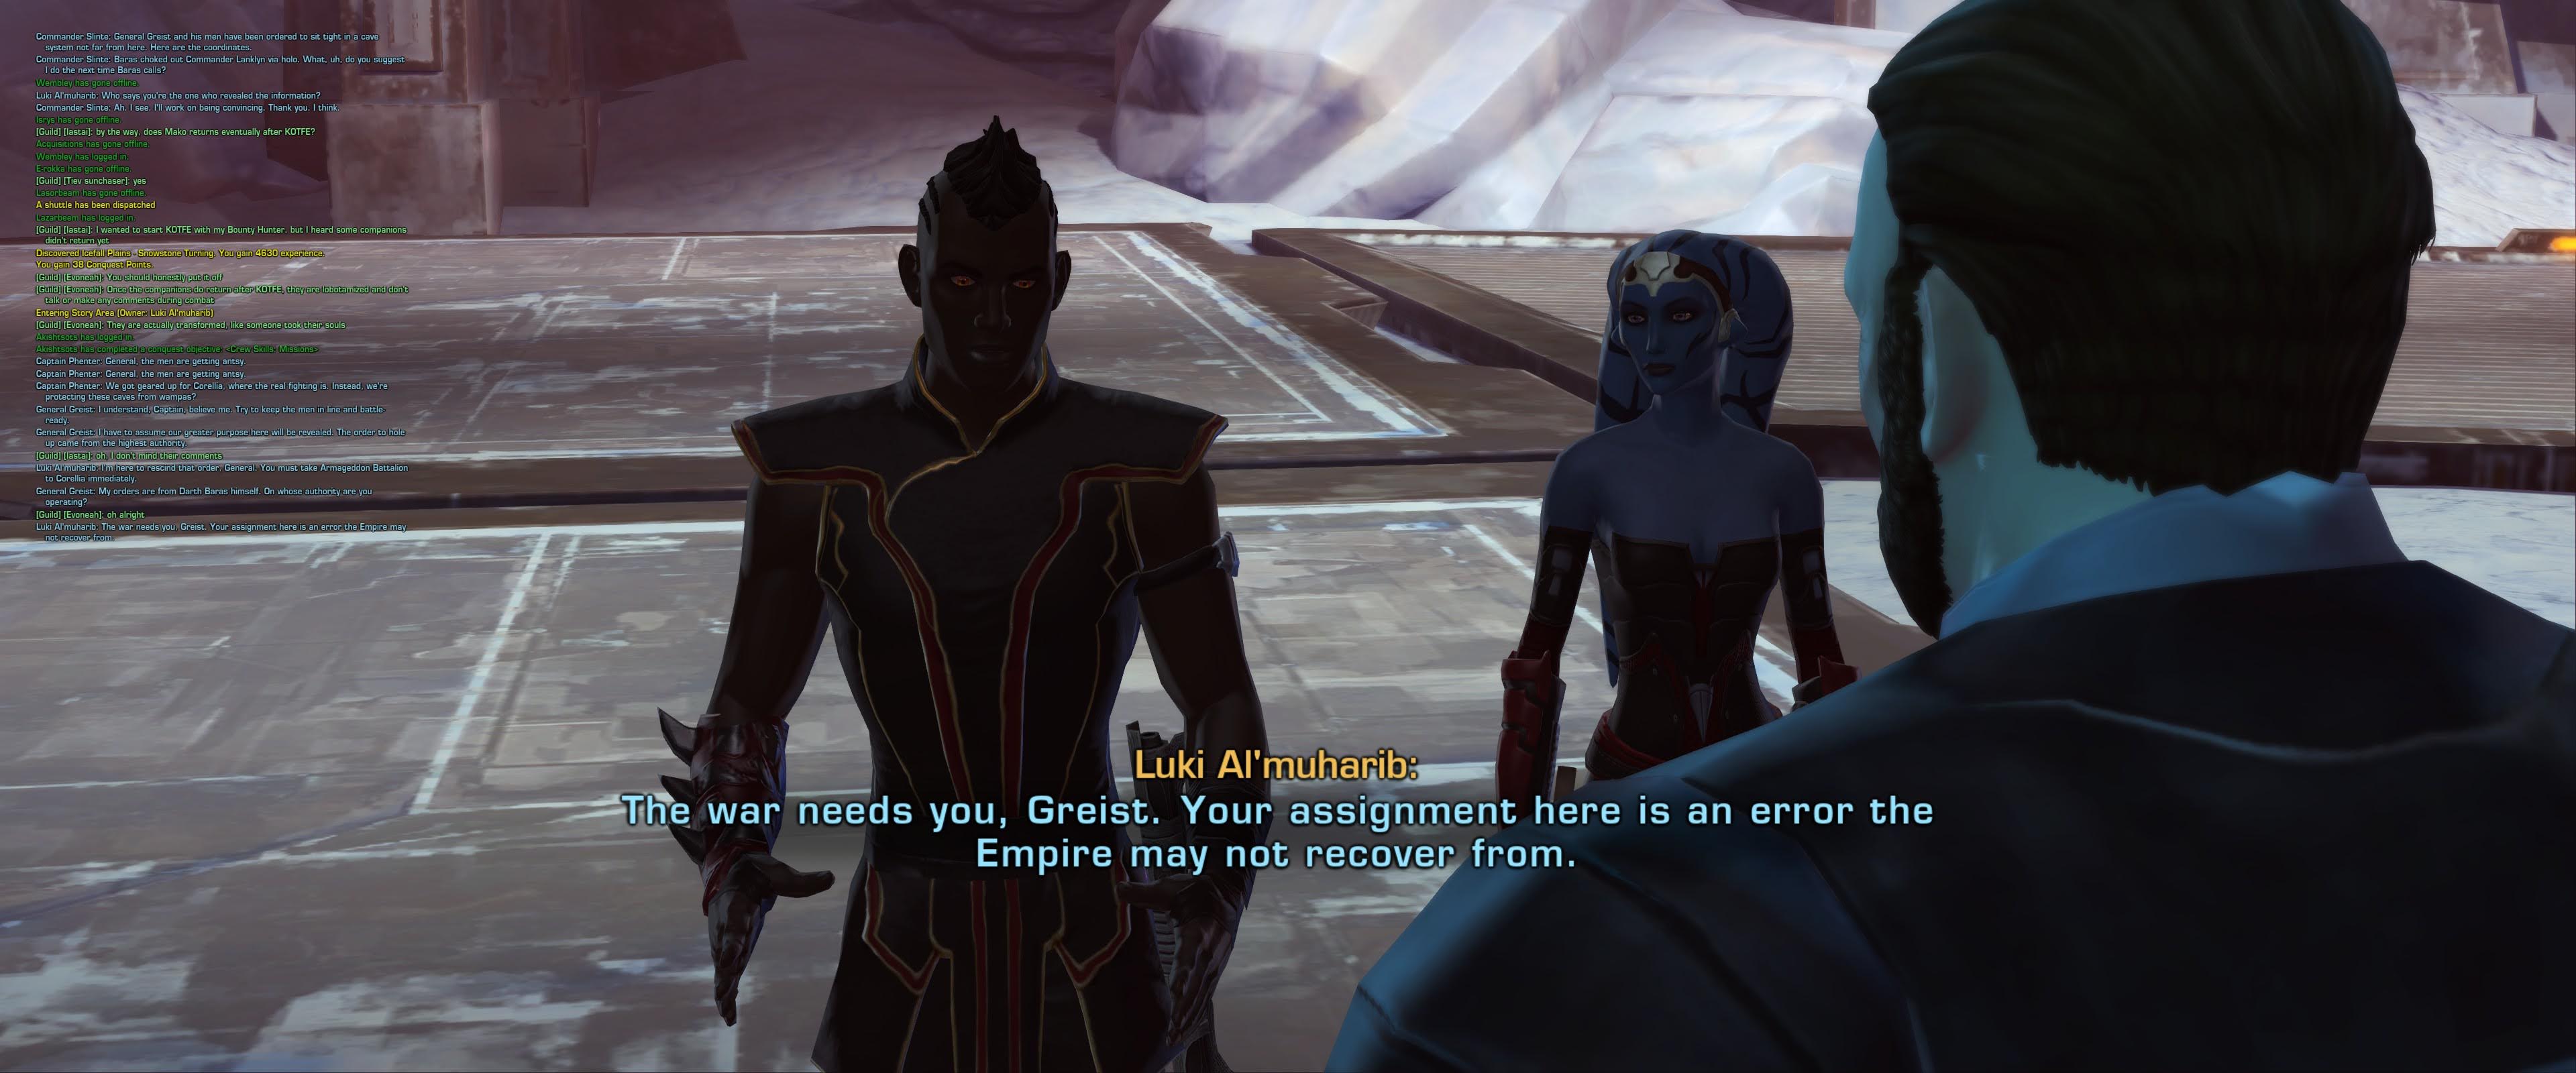 Commander Slinte: General Greist and his men have been ordered to sit tight in a cave
system not far from here. Here are the coordinates.
Commander Slinte: Baras choked out Commander Lanklyn via holo. What, uh, do you suggest
I do the next time Baras calls?
Wembley has gone offline.
Luki Al'muharib: Who says you're the one who revealed the information?
Commander Slinte: Ah. I see. I'll work on being convincing. Thank you. I think.
Isrys has gone offline.
[Guild] [Iastai]: by the way, does Mako returns eventually after KOTFE?
Acquisitions has gone offline.
Wembley has logged in.
E-rokka has gone offline.
[Guild] [Tiev sunchaser]: yes
Lasorbeam has gone offline.
A shuttle has been dispatched
Lazarbeem has logged in.
[Guild] [Iastai]: I wanted to start KOTFE with my Bounty Hunter, but I heard some companions
didn't return yet
Discovered Icefall Plains - Snowstone Turning. You gain 4630 experience.
You gain 38 Conquest Points.
[Guild] [Evoneah]: You should honestly put it off
[Guild] [Evoneah]: Once the companions do return after KOTFE, they are lobotamized and don't
talk or make any comments during combat
Entering Story Area (Owner: Luki Al'muharib)
[Guild] [Evoneah]: They are actually transformed, like someone took their souls
Akishtsots has logged in.
Akishtsots has completed a conquest objective: <Crew Skills: Missions>
Captain Phenter: General, the men are getting antsy.
Captain Phenter: General, the men are getting antsy.
Captain Phenter: We got geared up for Corellia, where the real fighting is. Instead, we're
protecting these caves from wampas?
General Greist: I understand, Captain, believe me. Try to keep the men in line and battle-
ready.
General Greist: I have to assume our greater purpose here will be revealed. The order to hole
up came from the highest authority.
[Guild] [Iastai]: oh, I don't mind their comments
Luki Al'muharib: I'm here to rescind that order, General. You must take Armageddon Battalion
to Corellia immediately.
General Greist: My orders are from Darth Baras himself. On whose authority are you
operating?
[Guild] [Evoneah]: oh alright
Luki Al'muharib: The war needs you, Greist. Your assignment here is an error the Empire may
not recover from.
Luki Al'muharib:
The war needs you, Greist. Your assignment here is an error the
Empire may not recover from.